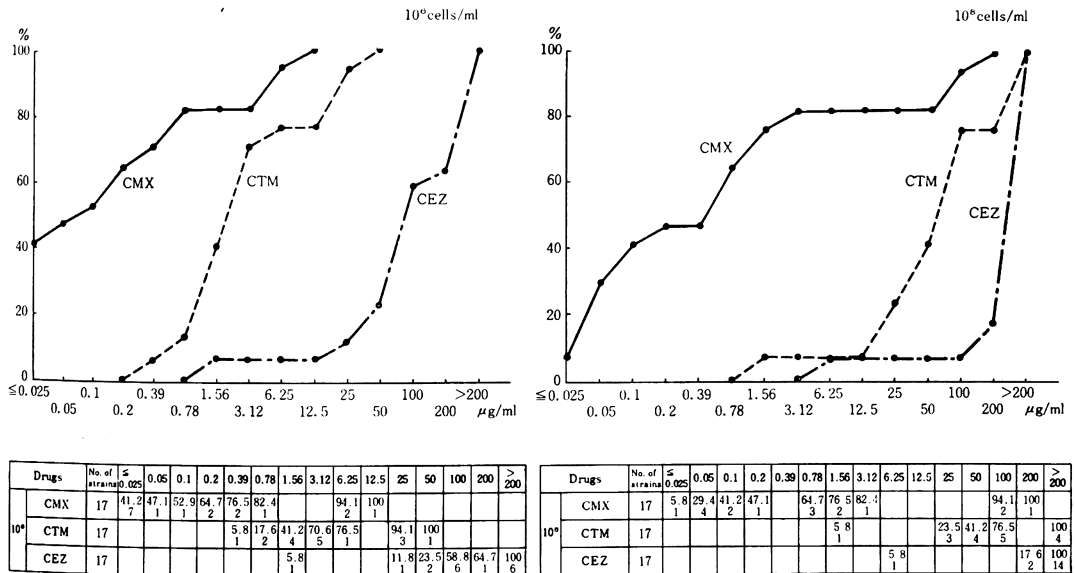 10⁶cells/ml
%
100
80
60
40
20
0
CMX
CTM
CEZ
≦0.025 0.1 0.39 1.56 6.25 25 100 >200
0.05 0.2 0.78 3.12 12.5 50 200 μg/ml
10⁸cells/ml
%
100
80
60
40
20
0
CMX
CTM
CEZ
≦0.025 0.1 0.39 1.56 6.25 25 100 >200
0.05 0.2 0.78 3.12 12.5 50 200 μg/ml
Drugs No. of strains ≦0.025 0.05 0.1 0.2 0.39 0.78 1.56 3.12 6.25 12.5 25 50 100 200 >200
10⁶
CMX 17 41.2 47.1 52.9 64.7 76.5 82.4 94.1 100
7 1 1 2 2 1 2 1
CTM 17 5.8 17.6 41.2 70.6 76.5 94.1 100
1 2 4 5 1 3 1
CEZ 17 5.8 11.8 23.5 58.8 64.7 100
1 1 2 6 1 6
Drugs No. of strains ≦0.025 0.05 0.1 0.2 0.39 0.78 1.56 3.12 6.25 12.5 25 50 100 200 >200
10⁸
CMX 17 5.8 29.4 41.2 47.1 64.7 76.5 82.4 94.1 100
1 4 2 1 3 2 1 2 1
CTM 17 5.8 23.5 41.2 76.5 100
1 3 4 5 4
CEZ 17 5.8 17.6 100
1 2 14